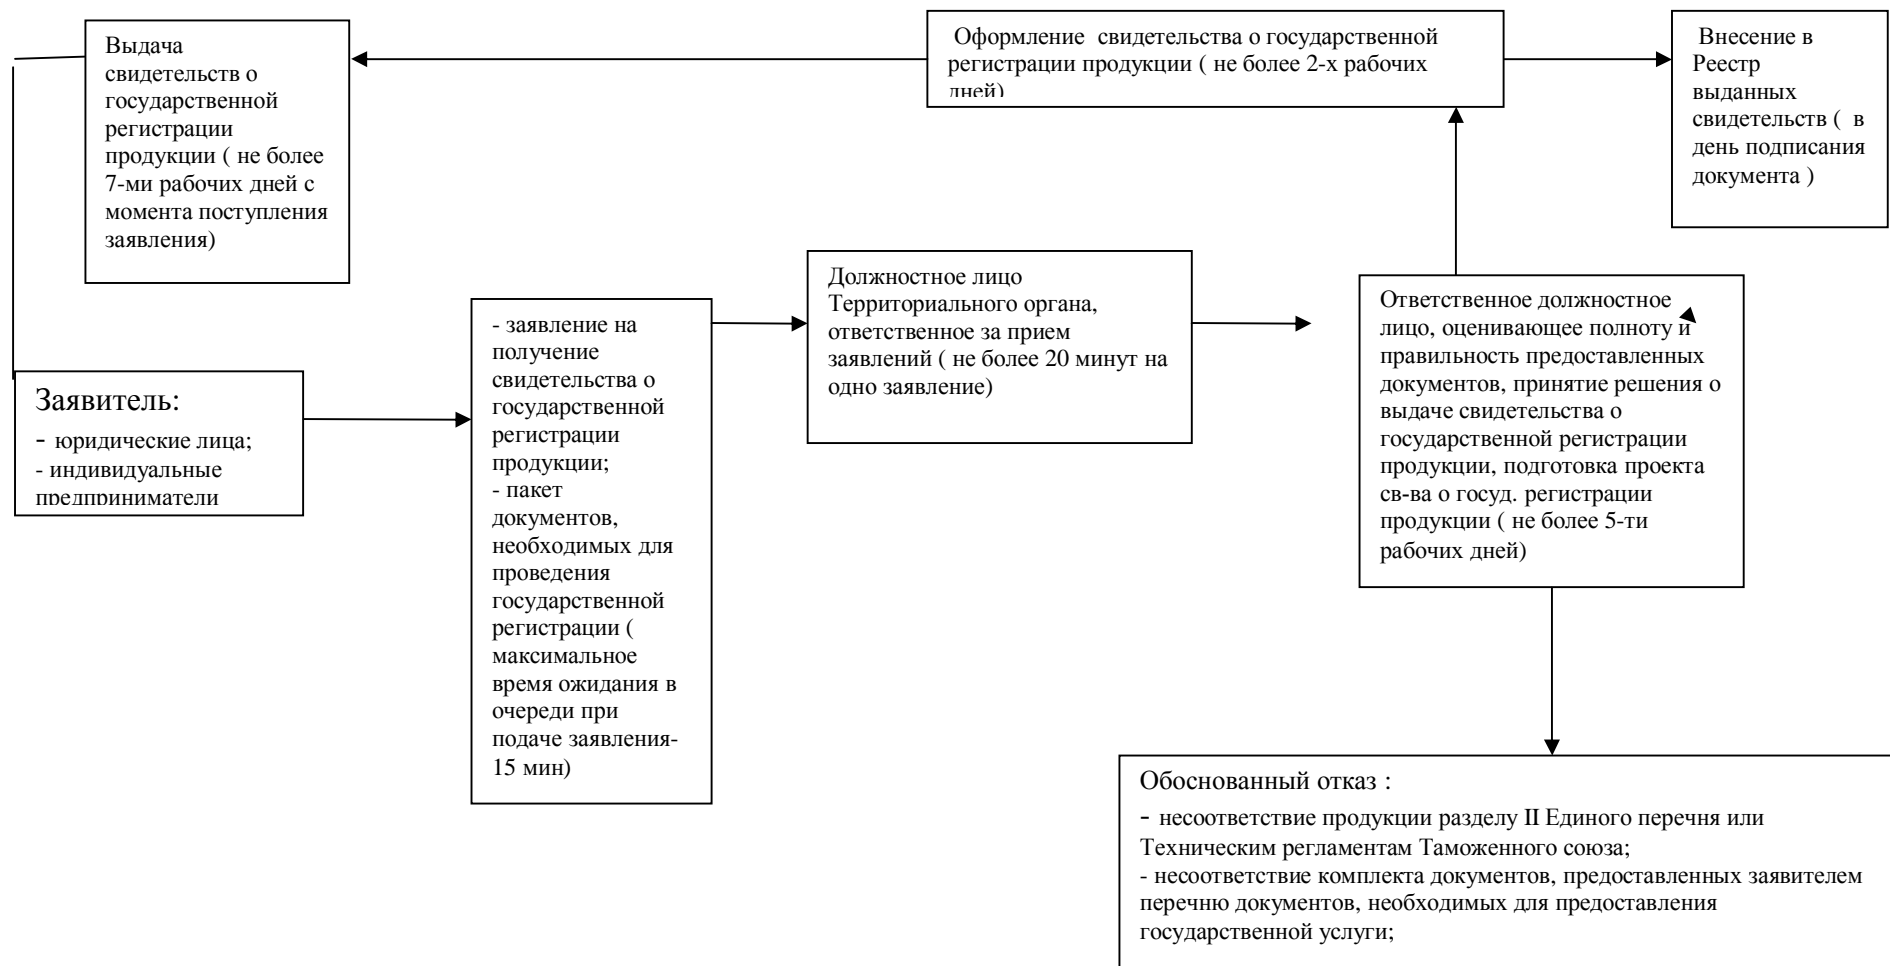 Выдача
свидетельств о
государственной
регистрации
продукции ( не более
7-ми рабочих дней с
момента поступления
заявления)
Оформление свидетельства о государственной
регистрации продукции ( не более 2-х рабочих
дней)
Внесение в
Реестр
выданных
свидетельств ( в
день подписания
документа )
Заявитель:
- юридические лица;
- индивидуальные
предприниматели
- заявление на
получение
свидетельства о
государственной
регистрации
продукции;
- пакет
документов,
необходимых для
проведения
государственной
регистрации (
максимальное
время ожидания в
очереди при
подаче заявления-
15 мин)
Должностное лицо
Территориального органа,
ответственное за прием
заявлений ( не более 20 минут на
одно заявление)
Ответственное должностное
лицо, оценивающее полноту и
правильность предоставленных
документов, принятие решения о
выдаче свидетельства о
государственной регистрации
продукции, подготовка проекта
св-ва о госуд. регистрации
продукции ( не более 5-ти
рабочих дней)
Обоснованный отказ :
- несоответствие продукции разделу II Единого перечня или
Техническим регламентам Таможенного союза;
- несоответствие комплекта документов, предоставленных заявителем
перечню документов, необходимых для предоставления
государственной услуги;